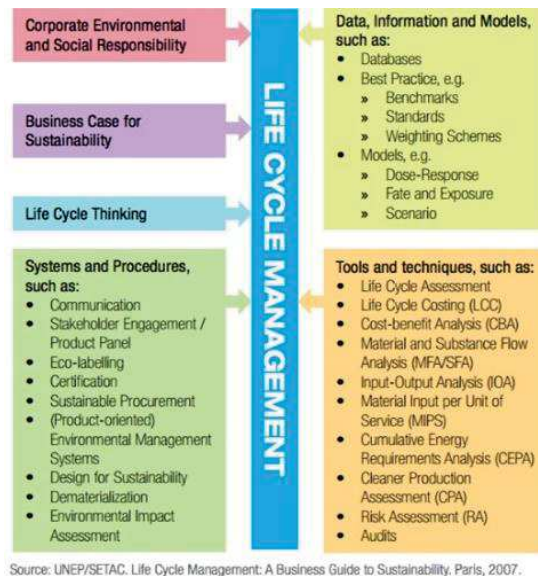 Corporate Environmental
and Social Responsibility
Business Case for
Sustainability
Life Cycle Thinking
Systems and Procedures,
such as:
• Communication
• Stakeholder Engagement /
Product Panel
• Eco-labelling
• Certification
• Sustainable Procurement
• (Product-oriented)
Environmental Management
Systems
• Design for Sustainability
• Dematerialization
• Environmental Impact
Assessment
LIFE CYCLE MANAGEMENT
Data, Information and Models,
such as:
• Databases
• Best Practice, e.g.
» Benchmarks
» Standards
» Weighting Schemes
• Models, e.g.
» Dose-Response
» Fate and Exposure
» Scenario
Tools and techniques, such as:
• Life Cycle Assessment
• Life Cycle Costing (LCC)
• Cost-benefit Analysis (CBA)
• Material and Substance Flow
Analysis (MFA/SFA)
• Input-Output Analysis (IOA)
• Material Input per Unit of
Service (MIPS)
• Cumulative Energy
Requirements Analysis (CEPA)
• Cleaner Production
Assessment (CPA)
• Risk Assessment (RA)
• Audits
Source: UNEP/SETAC. Life Cycle Management: A Business Guide to Sustainability. Paris, 2007.